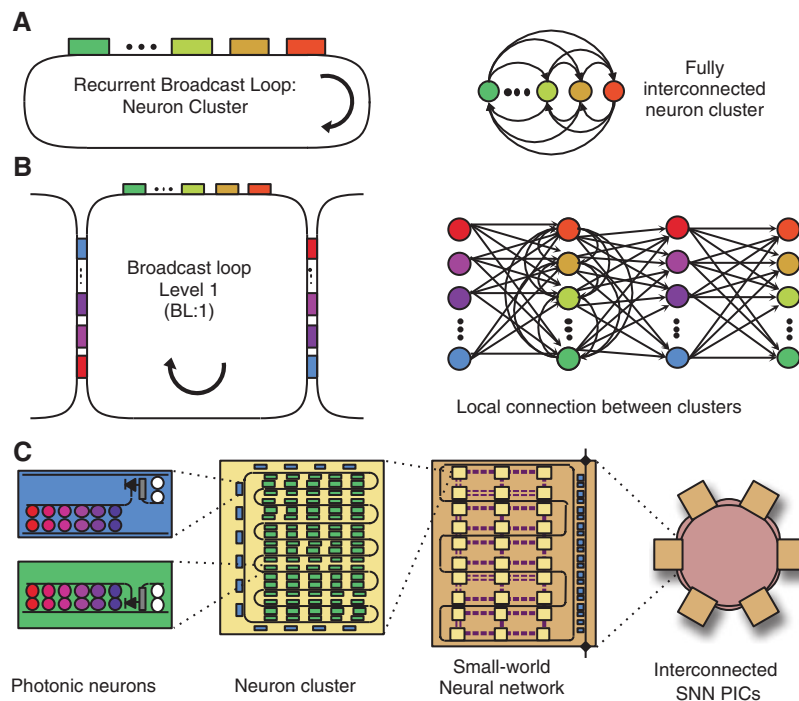 A
Recurrent Broadcast Loop:
Neuron Cluster
Fully
interconnected
neuron cluster
B
Broadcast loop
Level 1
(BL:1)
Local connection between clusters
C
Photonic neurons
Neuron cluster
Small-world
Neural network
Interconnected
SNN PICs